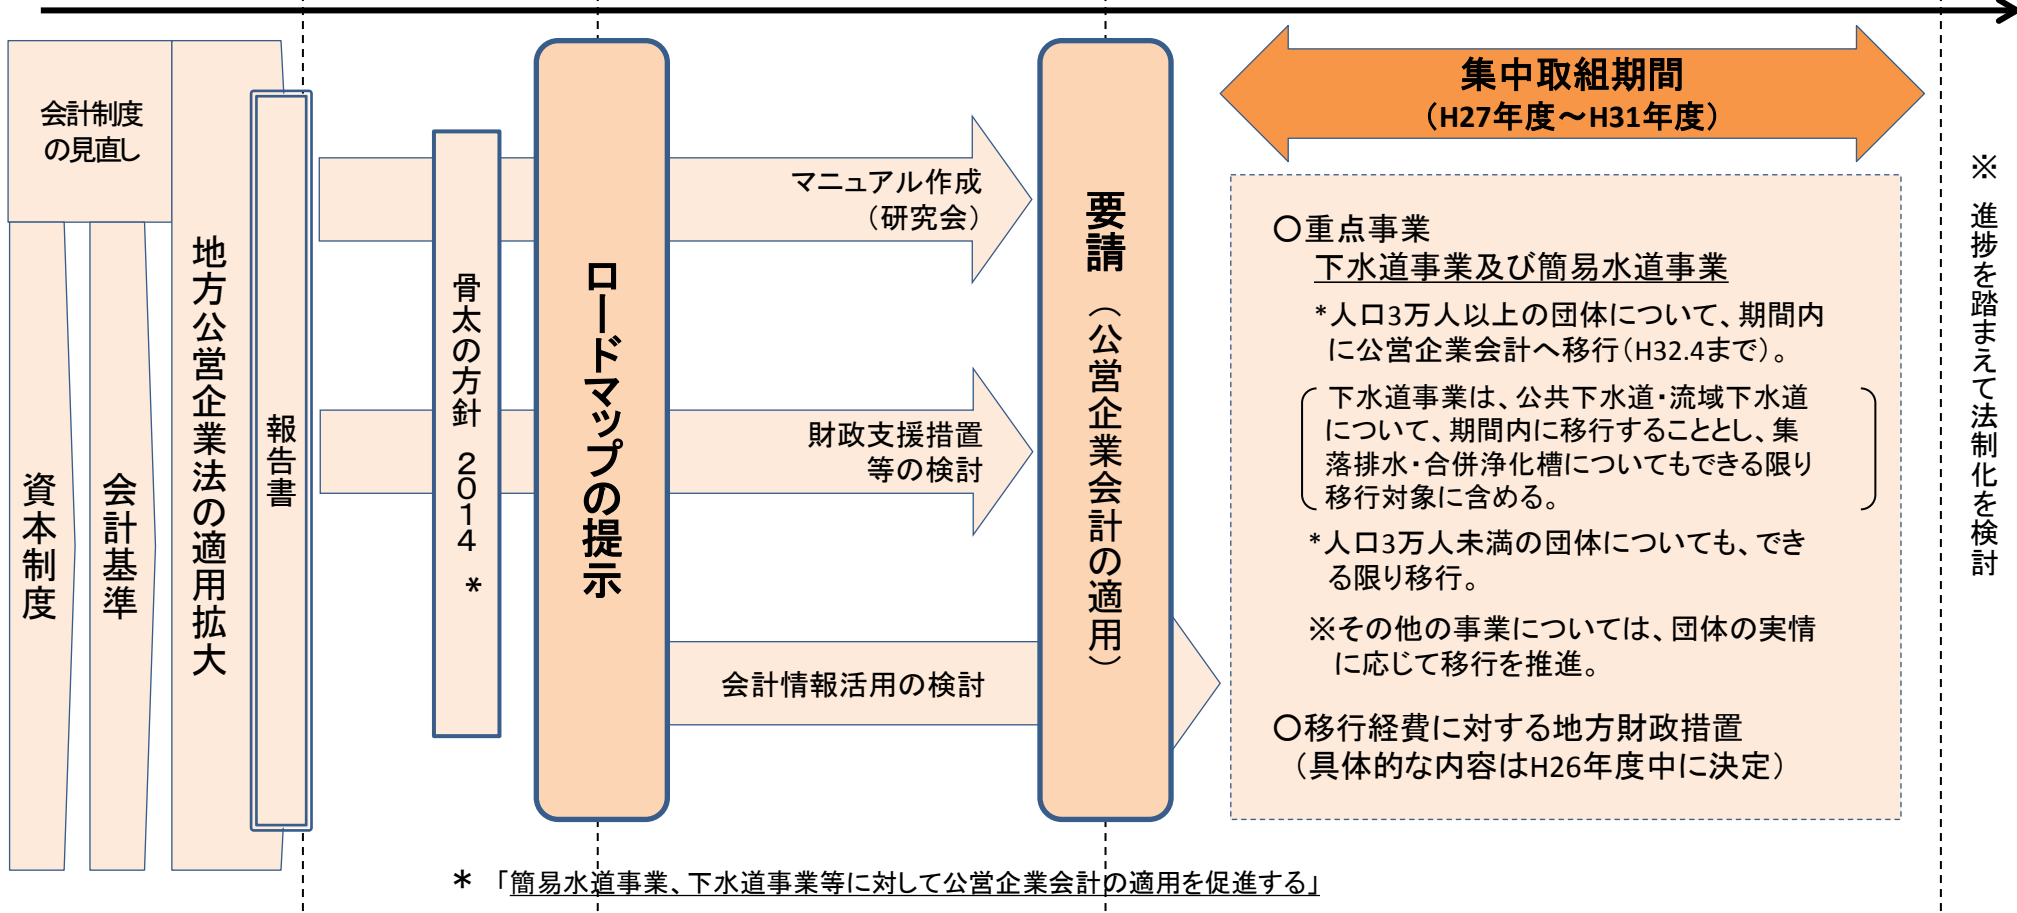 会計制度
の見直し
資本制度
会計基準
地方公営企業法の適用拡大
報告書
骨太の方針 2014 *
ロードマップの提示
マニュアル作成
（研究会）
財政支援措置
等の検討
会計情報活用の検討
要請（公営企業会計の適用）
集中取組期間
（H27年度～H31年度）
○重点事業
下水道事業及び簡易水道事業
*人口3万人以上の団体について、期間内
に公営企業会計へ移行（H32.4まで）。
下水道事業は、公共下水道・流域下水道
について、期間内に移行することとし、集
落排水・合併浄化槽についてもできる限り
移行対象に含める。
*人口3万人未満の団体についても、でき
る限り移行。
※その他の事業については、団体の実情
に応じて移行を推進。
○移行経費に対する地方財政措置
（具体的な内容はH26年度中に決定）
※ 進捗を踏まえて法制化を検討
* 「簡易水道事業、下水道事業等に対して公営企業会計の適用を促進する」